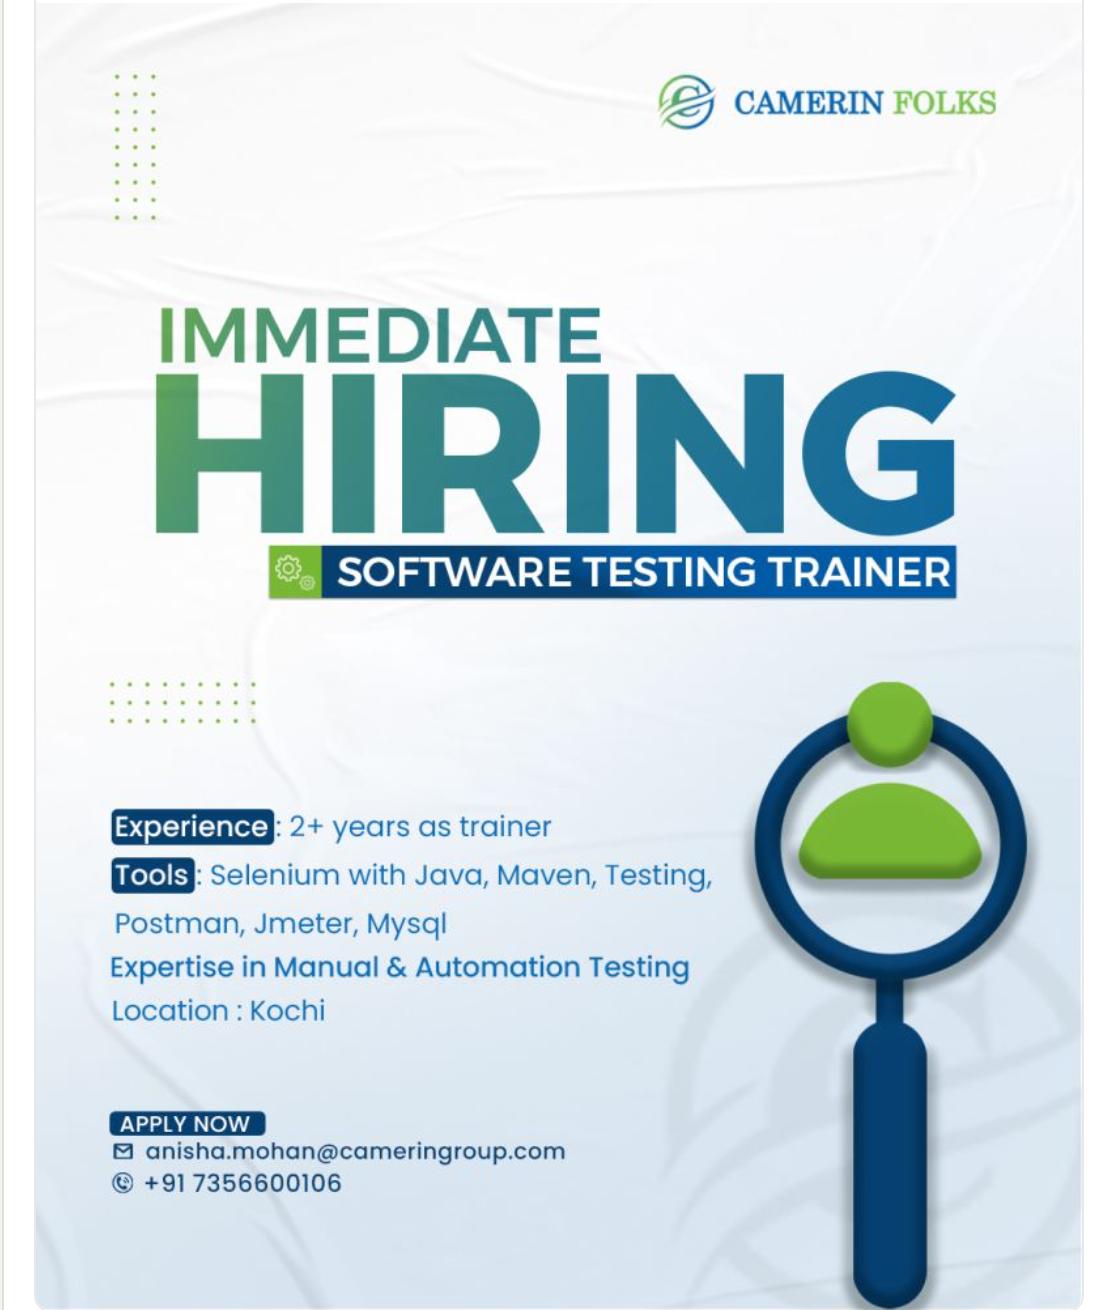 CAMERIN FOLKS
IMMEDIATE
HIRING
SOFTWARE TESTING TRAINER
Experience : 2+ years as trainer
Tools : Selenium with Java, Maven, Testing,
Postman, Jmeter, Mysql
Expertise in Manual & Automation Testing
Location : Kochi
APPLY NOW
anisha.mohan@cameringroup.com
+91 7356600106